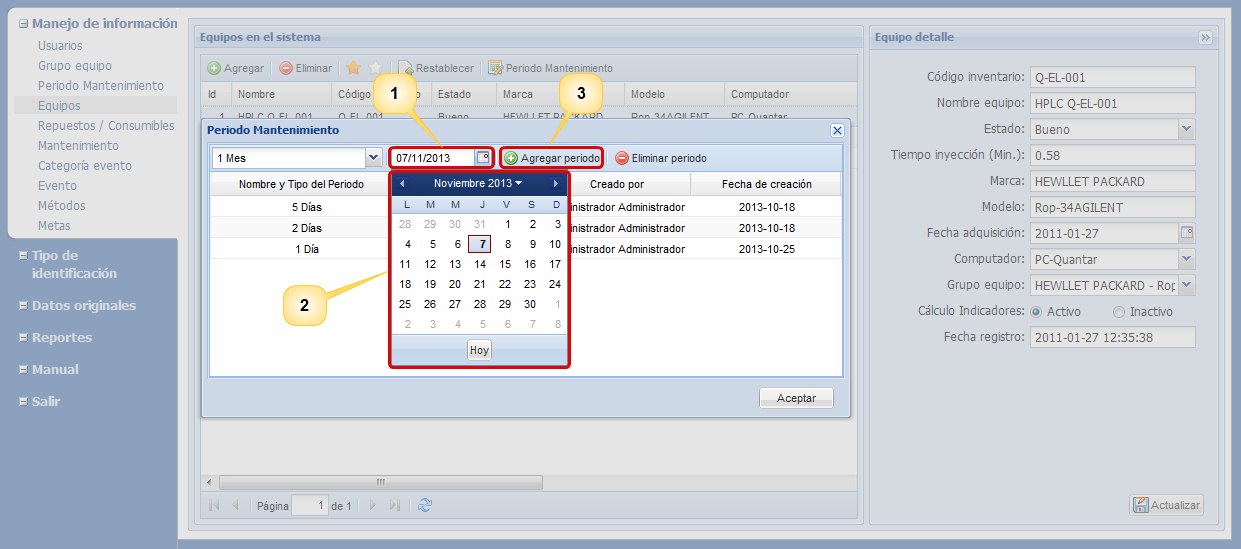 Manejo de información
Usuarios
Grupo equipo
Periodo Mantenimiento
Equipos
Repuestos / Consumibles
Mantenimiento
Categoría evento
Evento
Métodos
Metas
Tipo de
identificación
Datos originales
Reportes
Manual
Salir
Equipos en el sistema
Agregar Eliminar Restablecer Periodo Mantenimiento
Id Nombre Código Estado Marca Modelo Computador
1 HPLC Q-EL-001 Q-EL-001 Bueno HEWLLET PACKARD Rop-34AGILENT PC-Quantar
1
3
Periodo Mantenimiento
1 Mes 07/11/2013 Agregar periodo Eliminar periodo
Nombre y Tipo del Periodo Creado por Fecha de creación
5 Días inistrador Administrador 2013-10-18
2 Días inistrador Administrador 2013-10-18
1 Día inistrador Administrador 2013-10-25
Noviembre 2013
L M M J V S D
28 29 30 31 1 2 3
4 5 6 7 8 9 10
11 12 13 14 15 16 17
18 19 20 21 22 23 24
25 26 27 28 29 30 1
2 3 4 5 6 7 8
Hoy
2
Aceptar
Página 1 de 1
Equipo detalle
Código inventario: Q-EL-001
Nombre equipo: HPLC Q-EL-001
Estado: Bueno
Tiempo inyección (Min.): 0.58
Marca: HEWLLET PACKARD
Modelo: Rop-34AGILENT
Fecha adquisición: 2011-01-27
Computador: PC-Quantar
Grupo equipo: HEWLLET PACKARD - Rop
Cálculo Indicadores: Activo Inactivo
Fecha registro: 2011-01-27 12:35:38
Actualizar